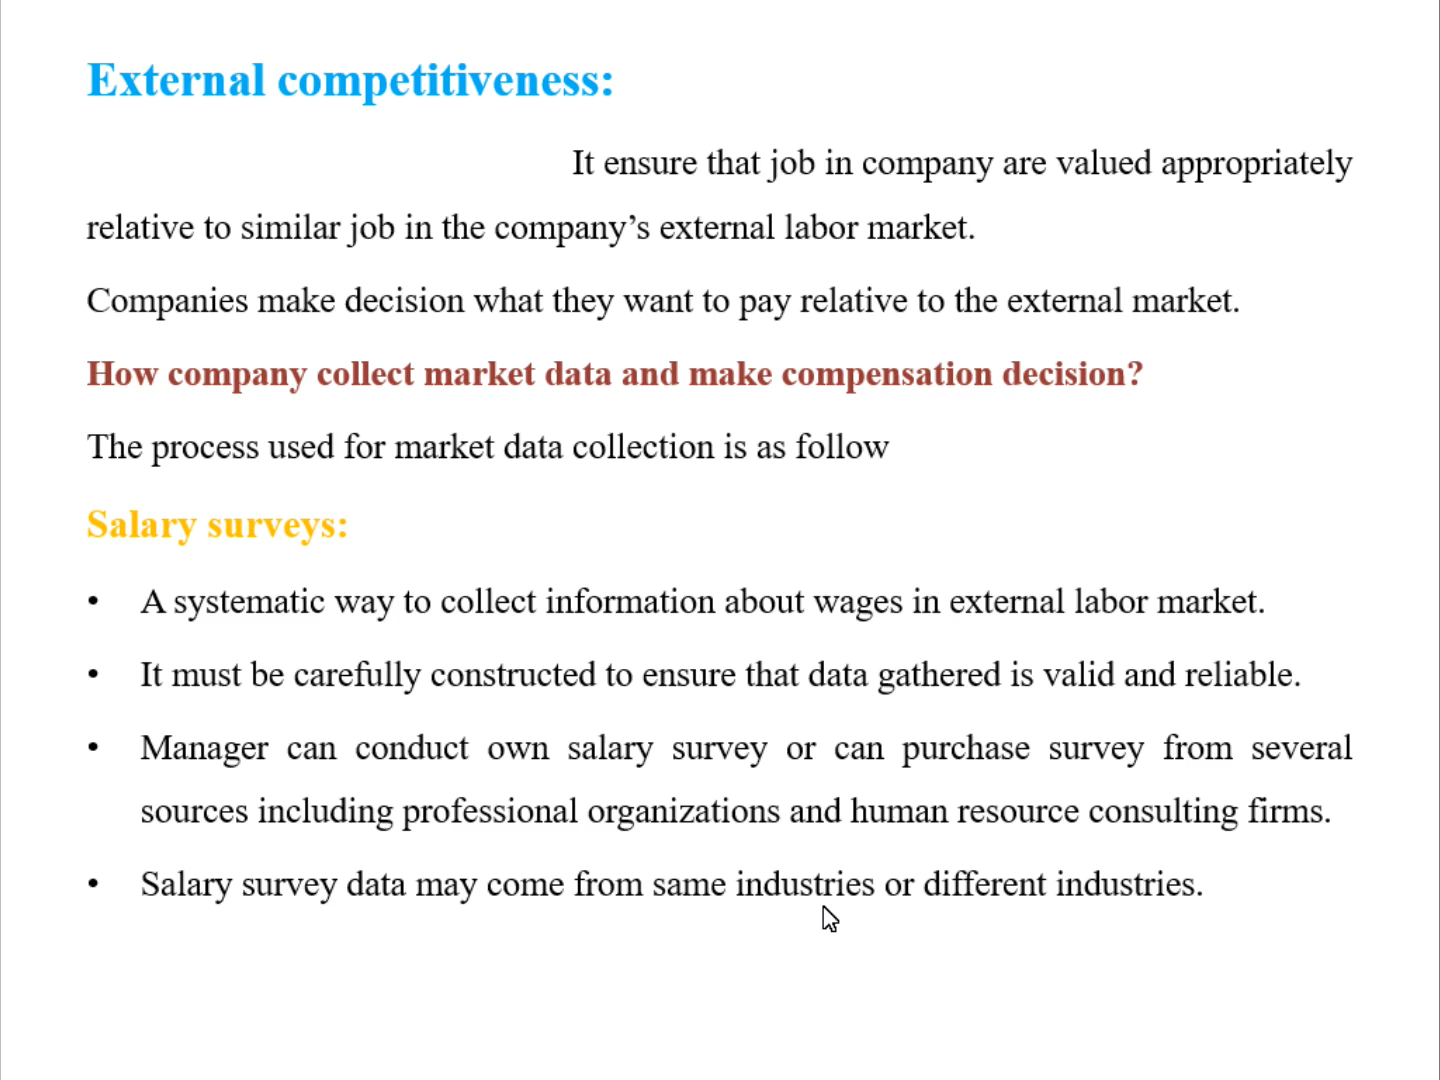 External competitiveness:
It ensure that job in company are valued appropriately
relative to similar job in the company’s external labor market.
Companies make decision what they want to pay relative to the external market.
How company collect market data and make compensation decision?
The process used for market data collection is as follow
Salary surveys:
• A systematic way to collect information about wages in external labor market.
• It must be carefully constructed to ensure that data gathered is valid and reliable.
• Manager can conduct own salary survey or can purchase survey from several
sources including professional organizations and human resource consulting firms.
• Salary survey data may come from same industries or different industries.